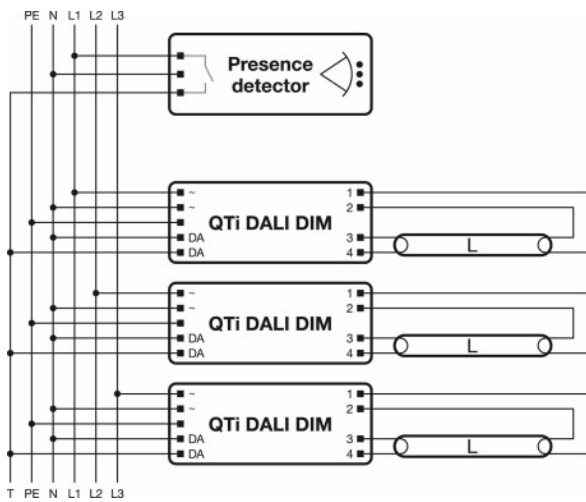 PE N L1 L2 L3
Presence
detector
~ 1
~ 2
QTi DALI DIM
DA 3 L
DA 4
~ 1
~ 2
QTi DALI DIM
DA 3 L
DA 4
~ 1
~ 2
QTi DALI DIM
DA 3 L
DA 4
T PE N L1 L2 L3